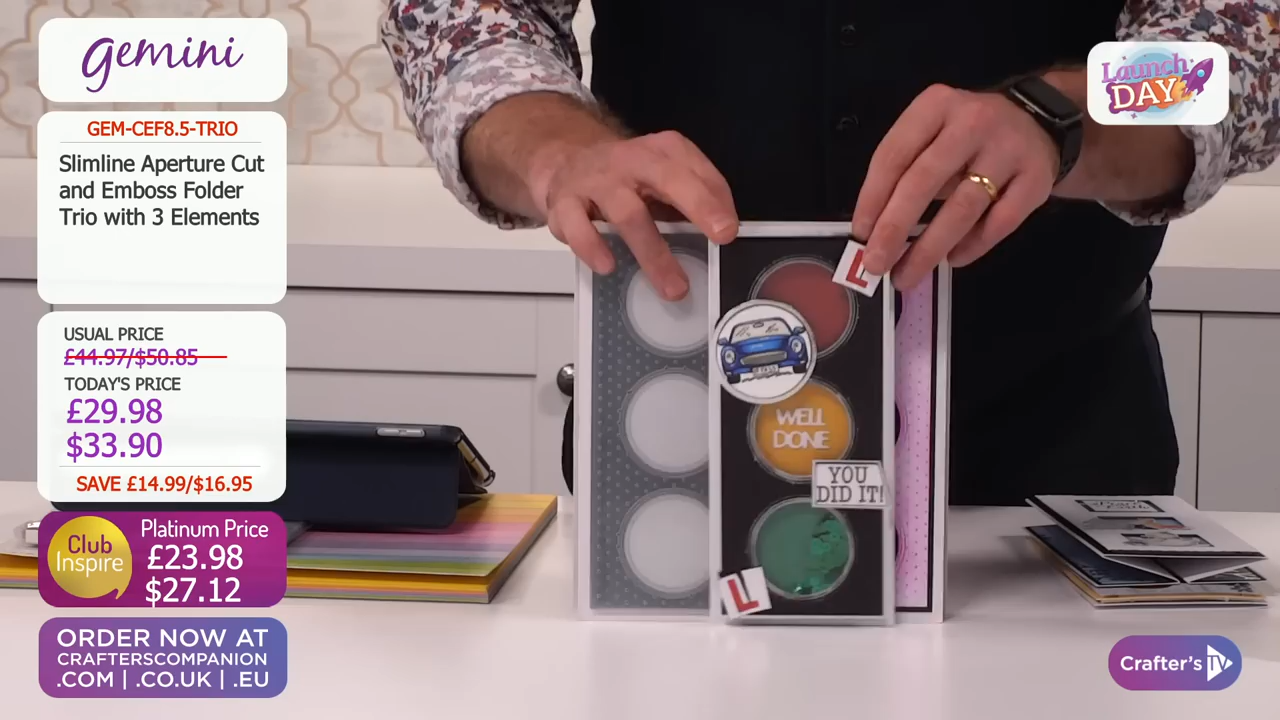 gemini
GEM-CEF8.5-TRIO
Slimline Aperture Cut
and Emboss Folder
Trio with 3 Elements
USUAL PRICE
£44.97/$50.85
TODAY'S PRICE
£29.98
$33.90
SAVE £14.99/$16.95
Club
Inspire
Platinum Price
£23.98
$27.12
ORDER NOW AT
CRAFTERSCOMPANION
.COM | .CO.UK | .EU
Launch
DAY
L
WELL
DONE
YOU
DID IT!
L
Crafter's TV